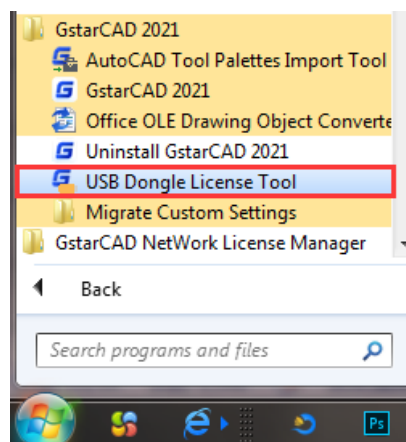 GstarCAD 2021
AutoCAD Tool Palettes Import Tool
GstarCAD 2021
Office OLE Drawing Object Converte
Uninstall GstarCAD 2021
USB Dongle License Tool
Migrate Custom Settings
GstarCAD NetWork License Manager
Back
Search programs and files
Ps